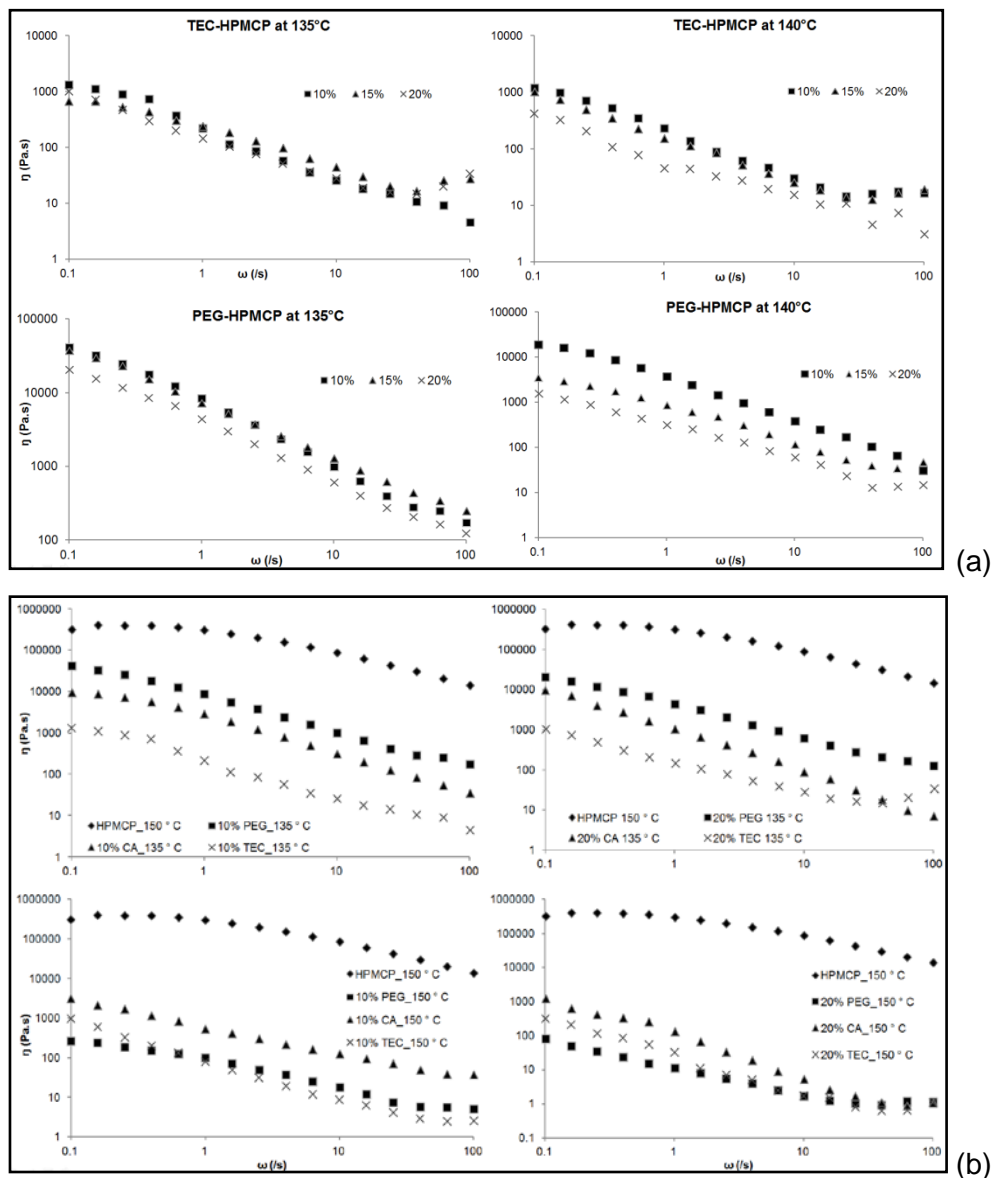 TEC-HPMCP at 135°C
10000
1000
100
10
1
η (Pa.s)
■ 10% ▲ 15% × 20%
0.1 1 10 100
ω (/s)
TEC-HPMCP at 140°C
10000
1000
100
10
1
■ 10% ▲ 15% × 20%
0.1 1 10 100
ω (/s)
PEG-HPMCP at 135°C
100000
10000
1000
100
η (Pa.s)
■ 10% ▲ 15% × 20%
0.1 1 10 100
ω (/s)
PEG-HPMCP at 140°C
100000
10000
1000
100
10
1
■ 10% ▲ 15% × 20%
0.1 1 10 100
ω (/s)
(a)
1000000
100000
10000
1000
100
10
1
η (Pa.s)
◆ HPMCP_150 ° C ■ 10% PEG_135 ° C
▲ 10% CA_135 ° C × 10% TEC_135 ° C
0.1 1 10 100
1000000
100000
10000
1000
100
10
1
◆ HPMCP 150 ° C ■ 20% PEG 135 ° C
▲ 20% CA 135 ° C × 20% TEC 135 ° C
0.1 1 10 100
1000000
100000
10000
1000
100
10
1
η (Pa.s)
◆ HPMCP_150 ° C
■ 10% PEG_150 ° C
▲ 10% CA_150 ° C
× 10% TEC_150 ° C
0.1 1 10 100
ω (/s)
1000000
100000
10000
1000
100
10
1
0.1
◆ HPMCP_150 ° C
■ 20% PEG_150 ° C
▲ 20% CA_150 ° C
× 20% TEC_150 ° C
0.1 1 10 100
ω (/s)
(b)